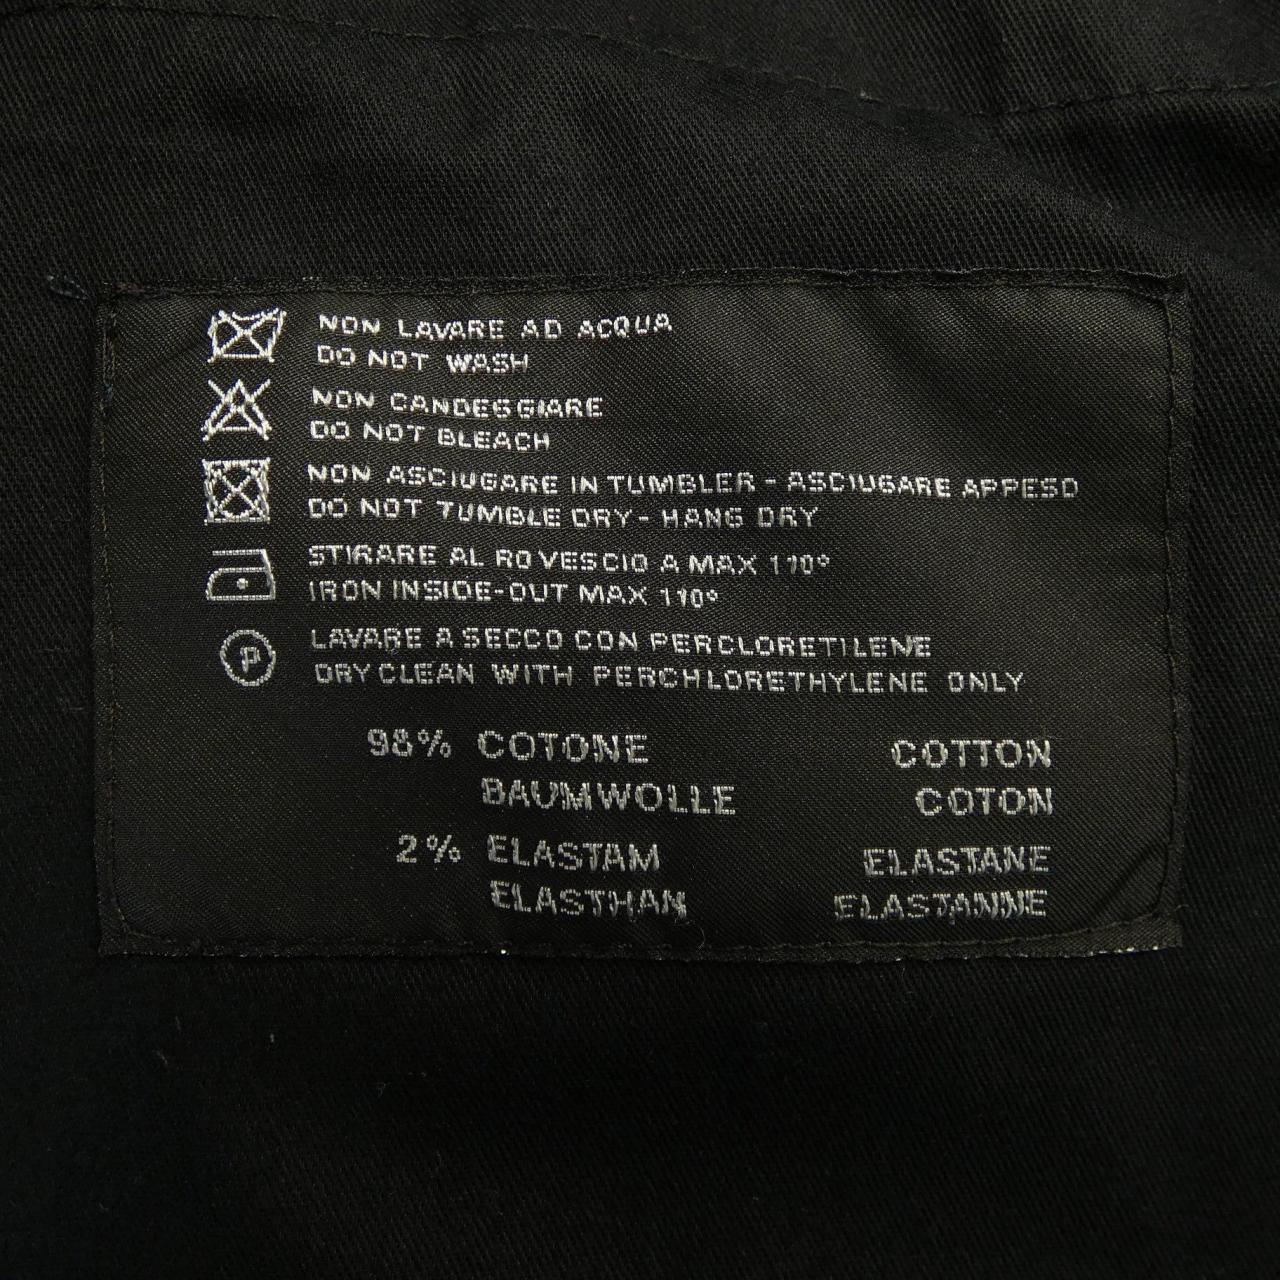 NON LAVARE AD ACQUA
DO NOT WASH
NON CANDEGGIARE
DO NOT BLEACH
NON ASCIUGARE IN TUMBLER - ASCIUGARE APPESO
DO NOT TUMBLE DRY - HANG DRY
STIRARE AL ROVESCIO A MAX 110°
IRON INSIDE-OUT MAX 110°
P
LAVARE A SECCO CON PERCLORETILENE
DRYCLEAN WITH PERCHLORETHYLENE ONLY
98% COTONE COTTON
BAUMWOLLE COTON
2% ELASTAM ELASTANE
ELASTHAN ELASTANNE